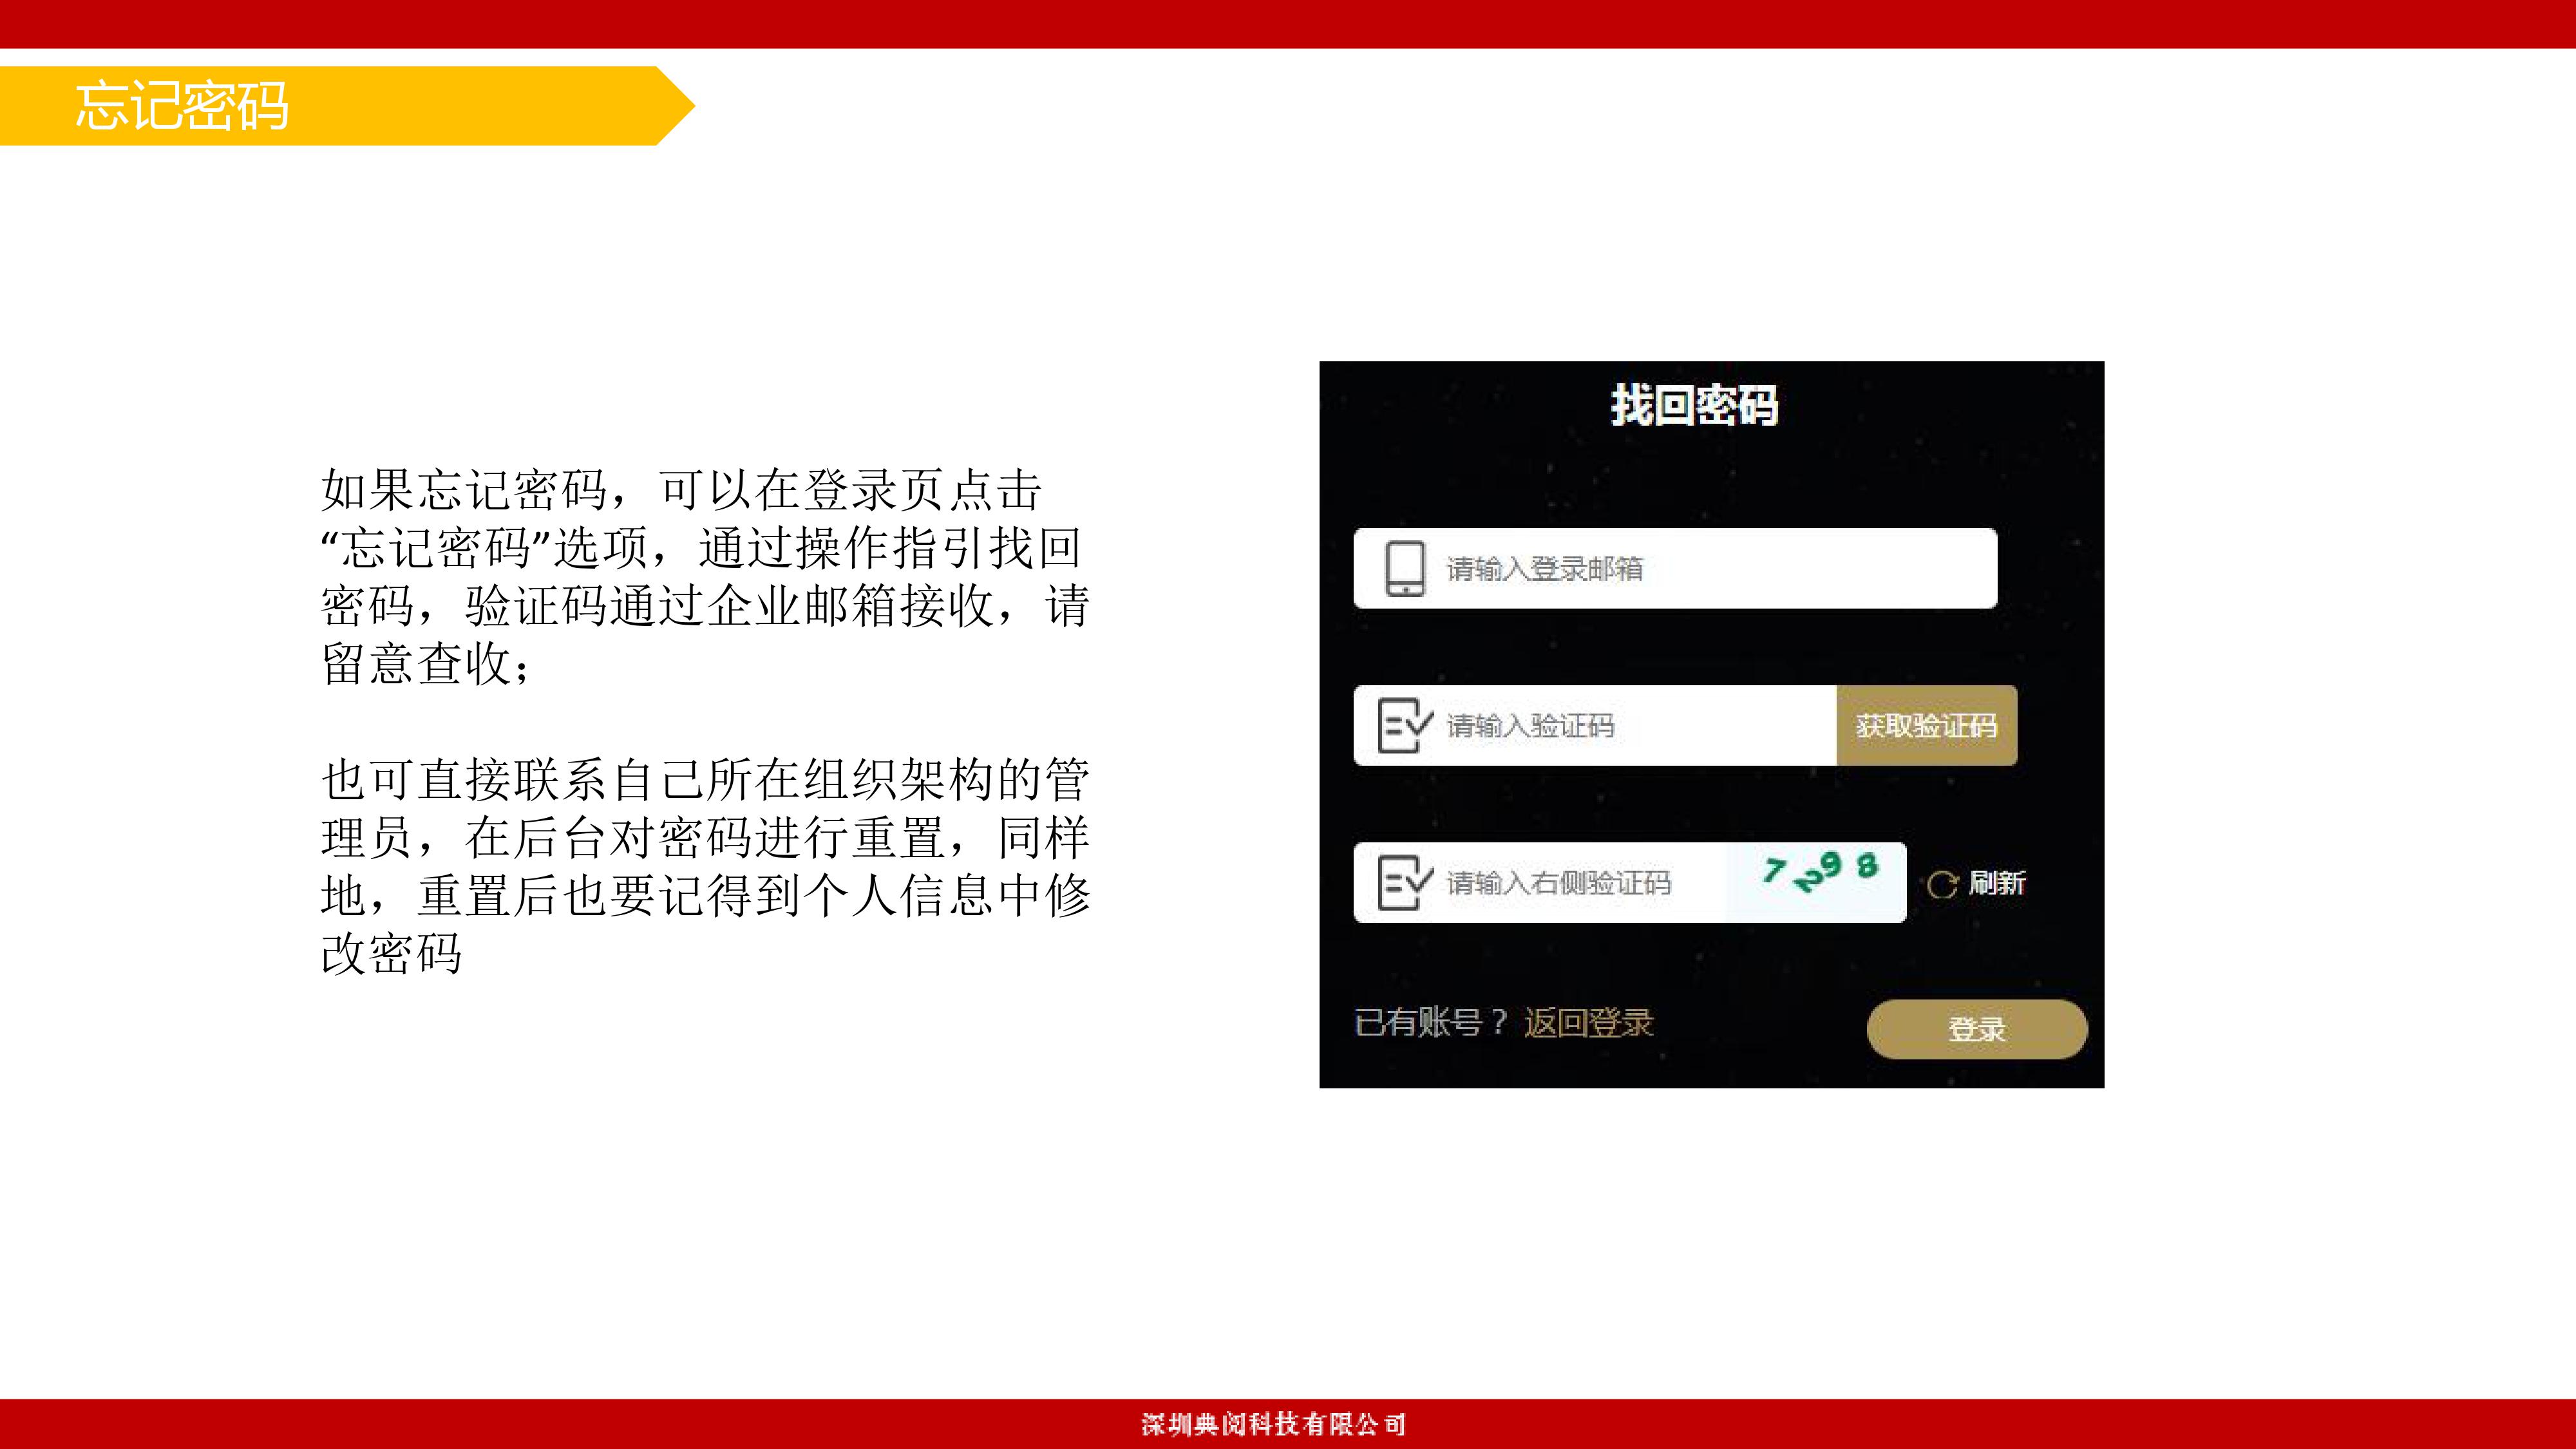 忘记密码
如果忘记密码，可以在登录页点击
“忘记密码”选项，通过操作指引找回
密码，验证码通过企业邮箱接收，请
留意查收；
也可直接联系自己所在组织架构的管
理员，在后台对密码进行重置，同样
地，重置后也要记得到个人信息中修
改密码
找回密码
请输入登录邮箱
请输入验证码 获取验证码
请输入右侧验证码 7298 刷新
已有账号？返回登录 登录
深圳典阅科技有限公司